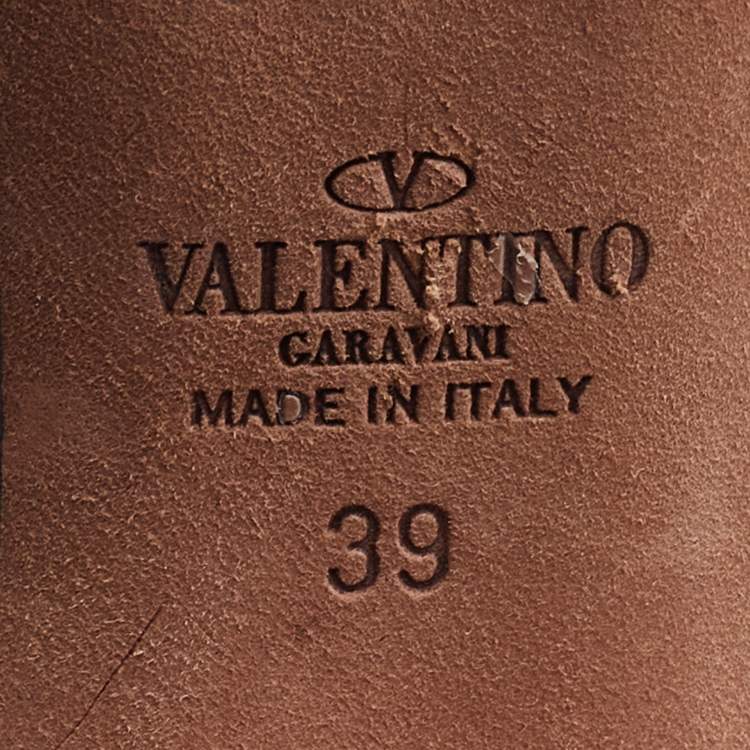 V
VALENTINO
GARAVANI
MADE IN ITALY
39